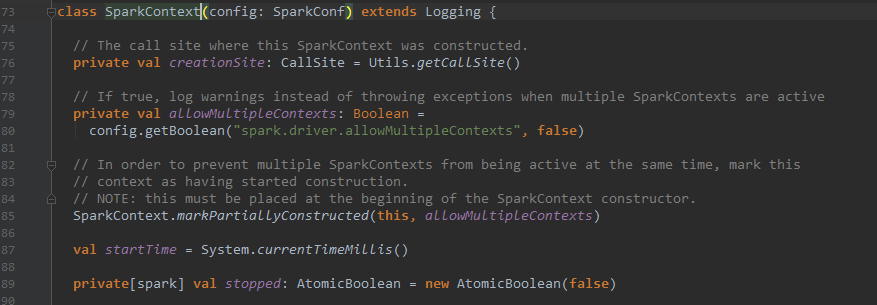 73 class SparkContext(config: SparkConf) extends Logging {
74
75 // The call site where this SparkContext was constructed.
76 private val creationSite: CallSite = Utils.getCallSite()
77
78 // If true, log warnings instead of throwing exceptions when multiple SparkContexts are active
79 private val allowMultipleContexts: Boolean =
80 config.getBoolean("spark.driver.allowMultipleContexts", false)
81
82 // In order to prevent multiple SparkContexts from being active at the same time, mark this
83 // context as having started construction.
84 // NOTE: this must be placed at the beginning of the SparkContext constructor.
85 SparkContext.markPartiallyConstructed(this, allowMultipleContexts)
86
87 val startTime = System.currentTimeMillis()
88
89 private[spark] val stopped: AtomicBoolean = new AtomicBoolean(false)
90